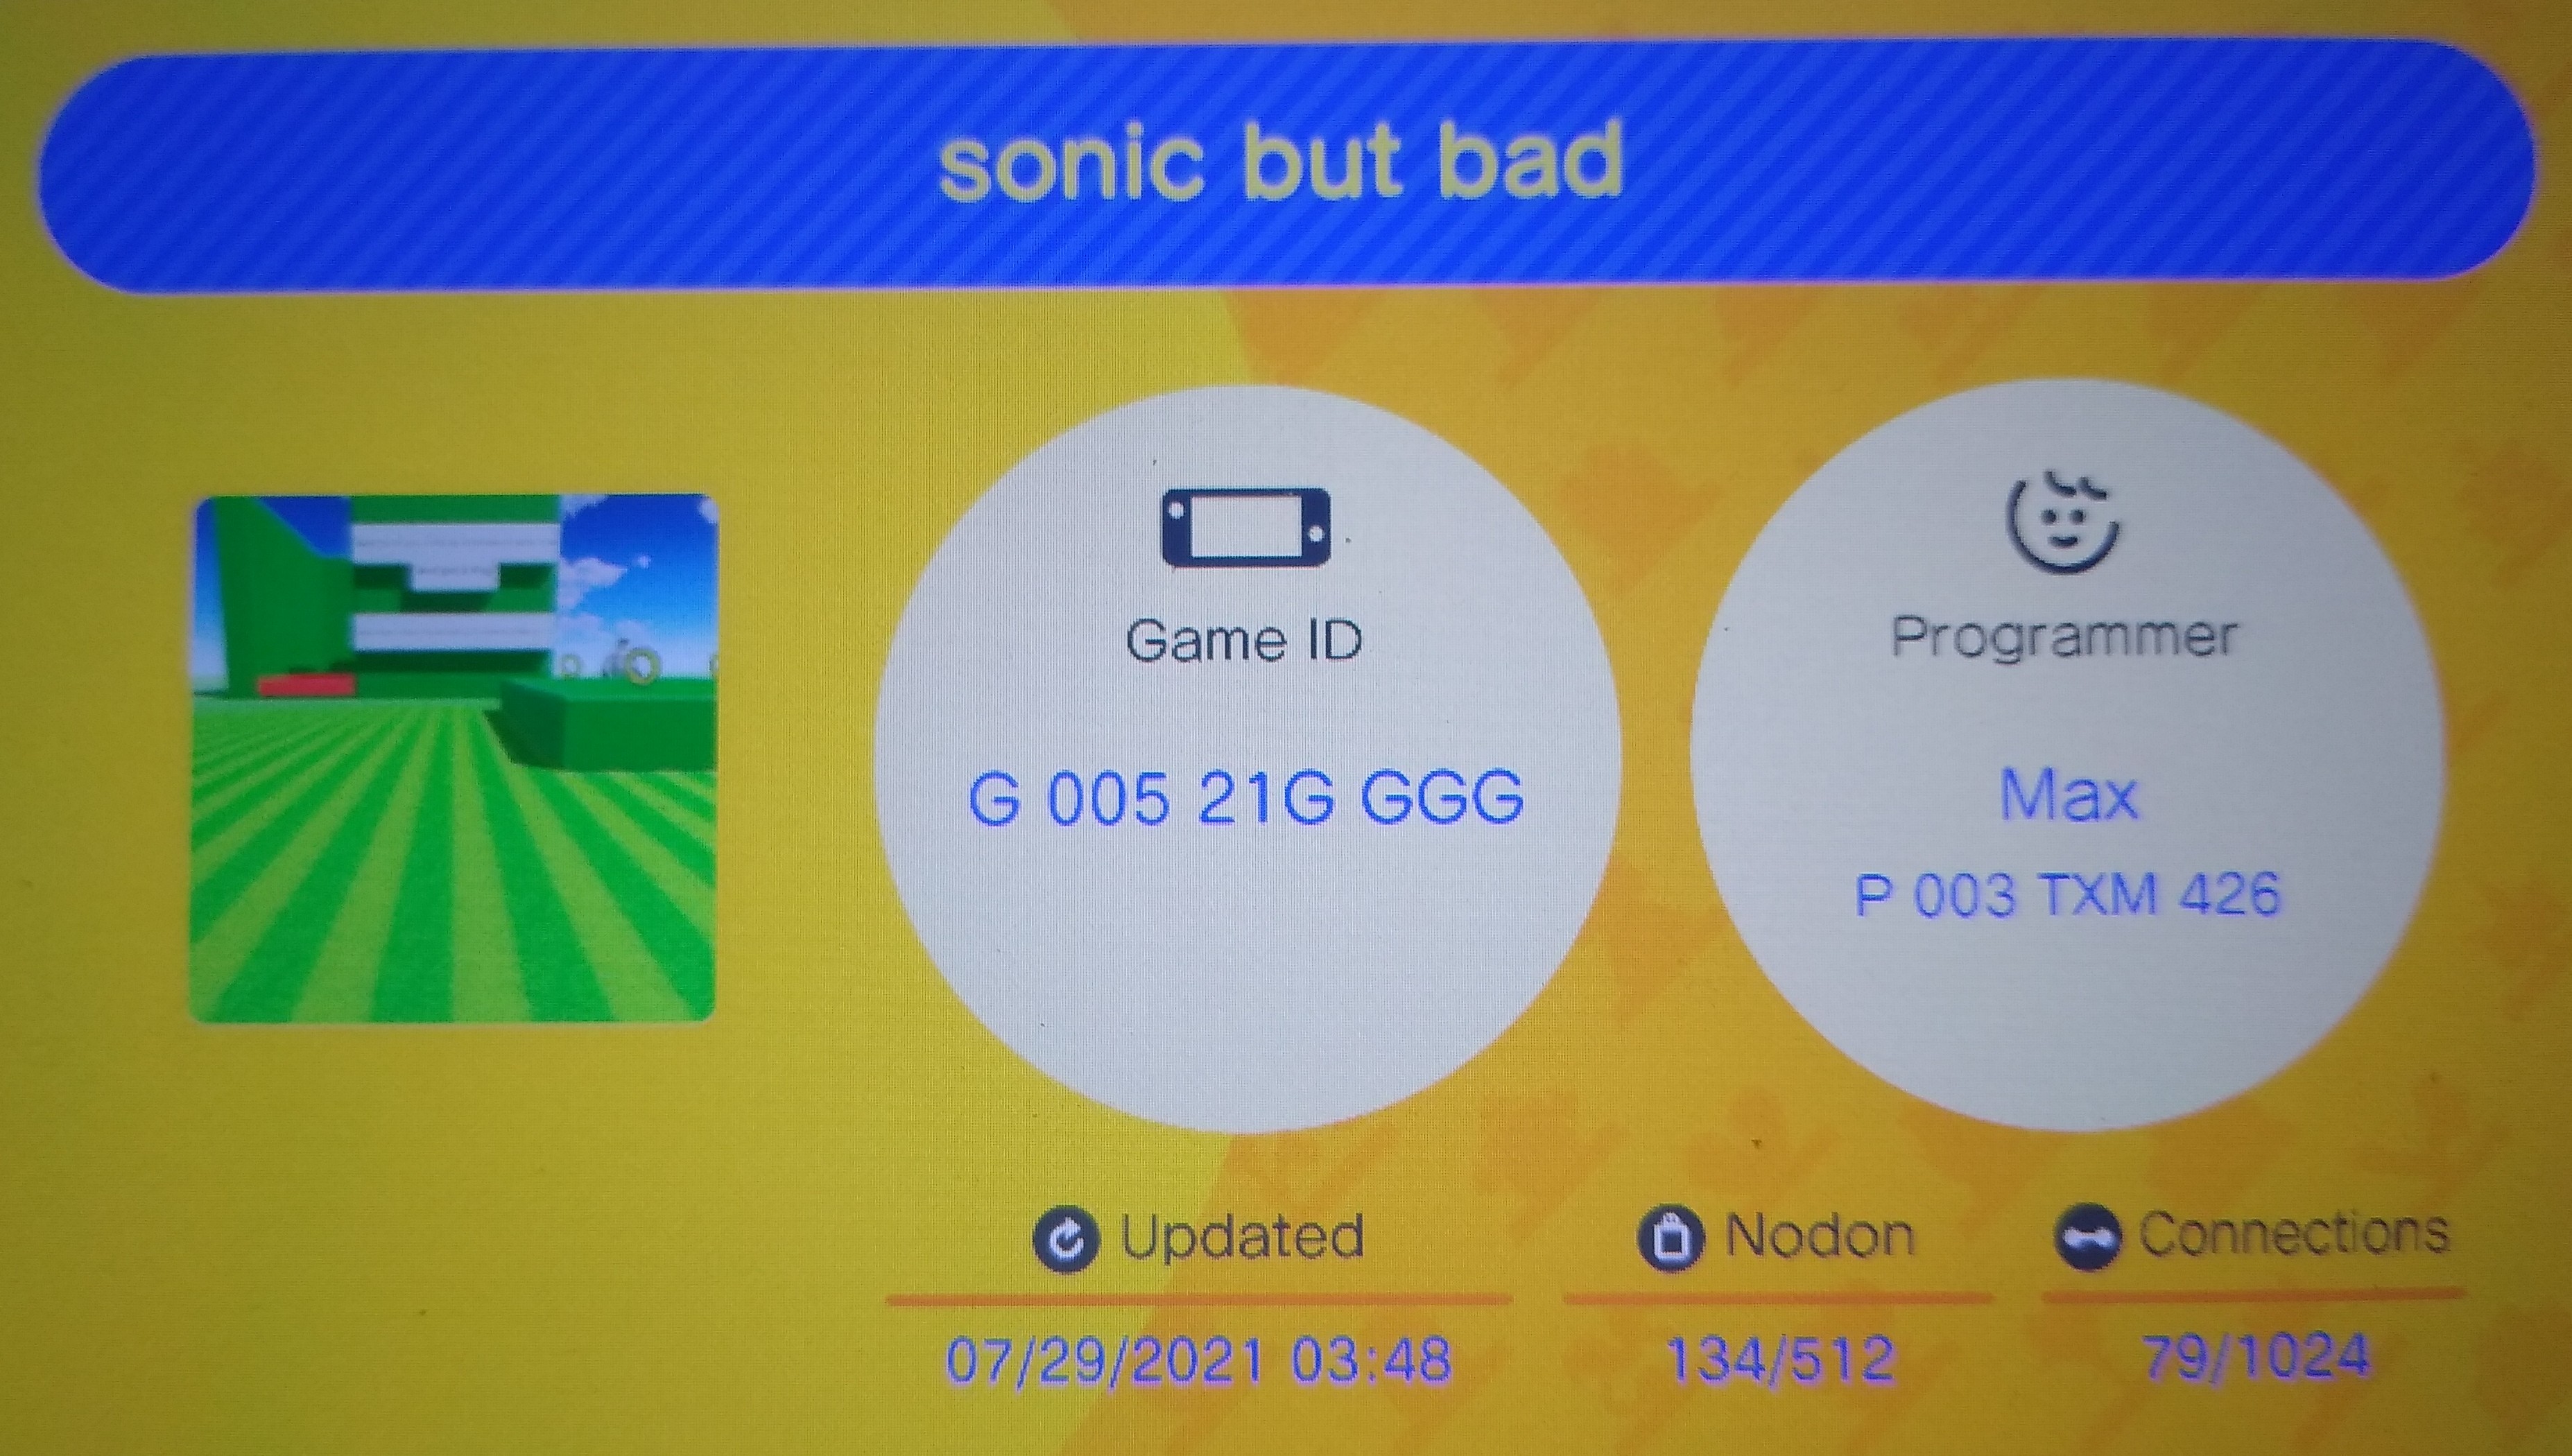 sonic but bad
Game ID
G 005 21G GGG
Programmer
Max
P 003 TXM 426
Updated
07/29/2021 03:48
Nodon
134/512
Connections
79/1024